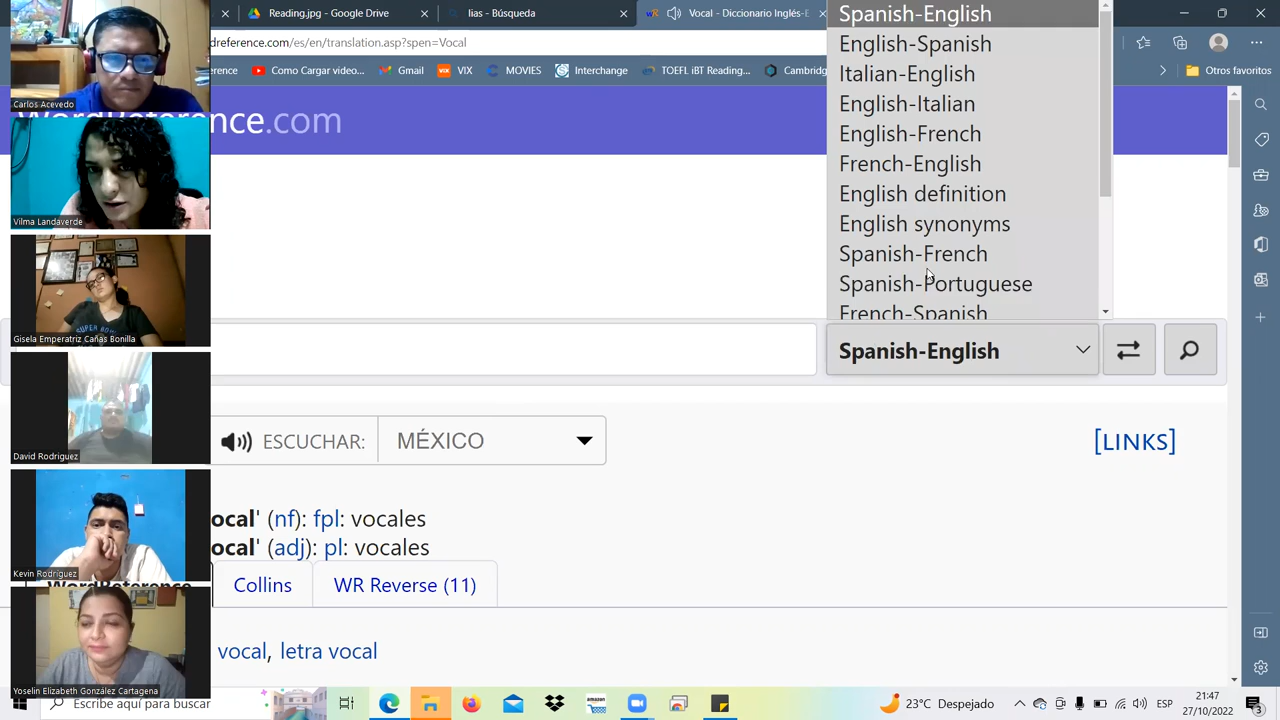 Reading.jpg - Google Drive
lias - Búsqueda
Vocal - Diccionario Inglés-E
dreference.com/es/en/translation.asp?spen=Vocal
erence
Como Cargar video...
Gmail
VIX
MOVIES
Interchange
TOEFL iBT Reading...
Cambridg
Otros favoritos
WordReference.com
Spanish-English
English-Spanish
Italian-English
English-Italian
English-French
French-English
English definition
English synonyms
Spanish-French
Spanish-Portuguese
French-Spanish
Spanish-English
Carlos Acevedo
Vilma Landaverde
Gisela Emperatriz Cañas Bonilla
David Rodriguez
Kevin Rodríguez
Yoselin Elizabeth González Cartagena
ESCUCHAR:
MÉXICO
[LINKS]
ocal' (nf): fpl: vocales
ocal' (adj): pl: vocales
WordReference
Collins
WR Reverse (11)
vocal, letra vocal
Escribe aquí para buscar
23°C Despejado
ESP
21:47
27/10/2022
3